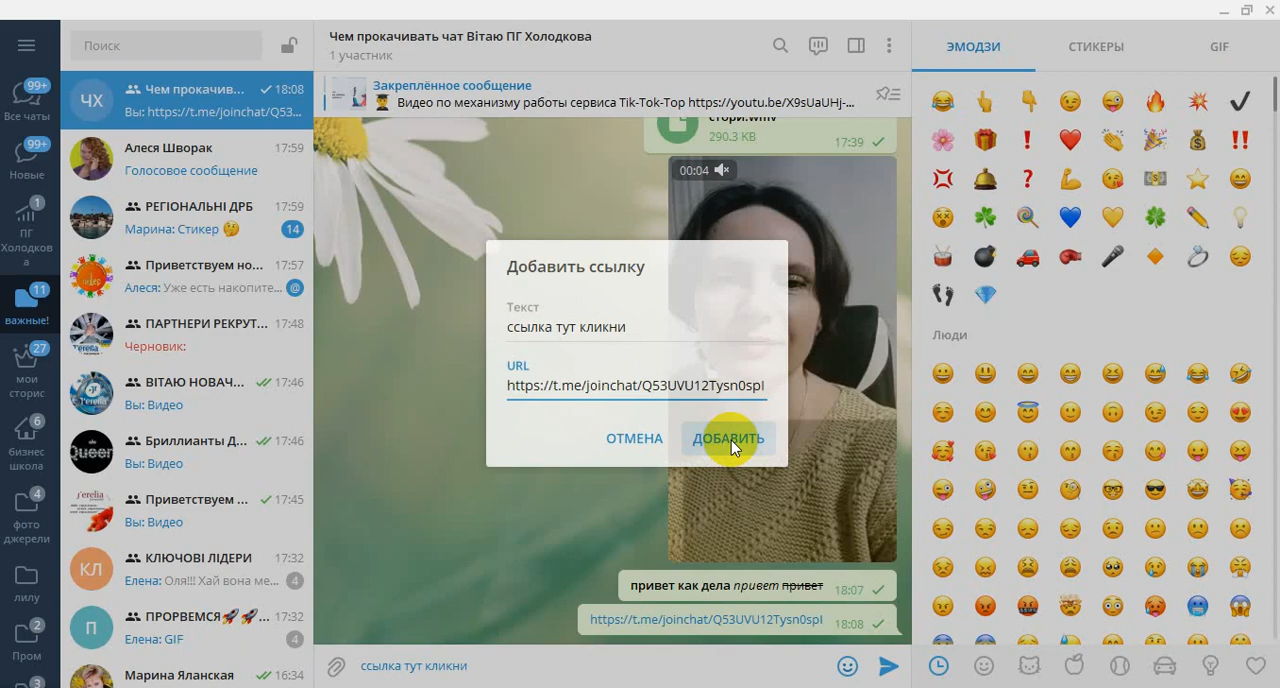 Поиск
99+
Все чаты
99+
Новые
1
ПГ
Холодков
а
11
важные!
27
мои
сторис
6
бизнес
школа
4
фото
джерели
лилу
2
Пром
3
ЧХ
Чем прокачив... 18:08
Вы: https://t.me/joinchat/Q53...
Алеся Шворак 17:59
Голосовое сообщение
РЕГІОНАЛЬНІ ДРБ 17:59
Марина: Стикер 🤔 14
Приветствуем но... 17:57
Алеся: Уже есть накопите... @
ПАРТНЕРИ РЕКРУТ... 17:48
Черновик:
ВІТАЮ НОВАЧ... 17:46
Вы: Видео
Бриллианты Д... 17:46
Вы: Видео
Queen
Приветствуем ... 17:45
Вы: Видео
КЛ
КЛЮЧОВІ ЛІДЕРИ 17:32
Елена: Оля!!! Хай вона ме... 4
П
ПРОРВЕМСЯ🚀🚀... 17:32
Елена: GIF 4
Марина Яланская 16:34
Чем прокачивать чат Вітаю ПГ Холодкова
1 участник
Закреплённое сообщение
👨‍🎓 Видео по механизму работы сервиса Tik-Tok-Top https://youtu.be/X9sUaUHj-...
стори.wmv
290.3 KB 17:39
00:04
Добавить ссылку
Текст
ссылка тут кликни
URL
https://t.me/joinchat/Q53UVU12Tysn0spI
ОТМЕНА ДОБАВИТЬ
привет как дела привет привет 18:07
https://t.me/joinchat/Q53UVU12Tysn0spI 18:08
ссылка тут кликни
ЭМОДЗИ СТИКЕРЫ GIF
Люди